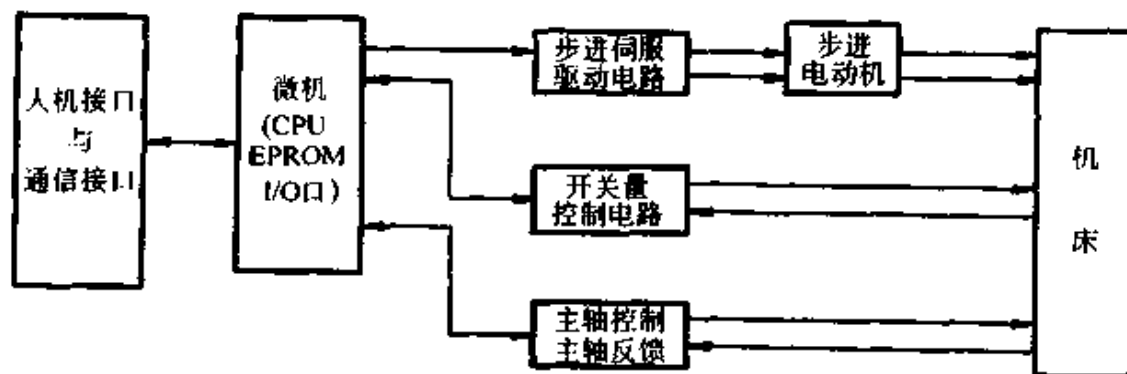 人机接口
与
通信接口
微机
(CPU
EPROM
I/O口)
步进伺服
驱动电路
步进
电动机
开关量
控制电路
主轴控制
主轴反馈
机
床